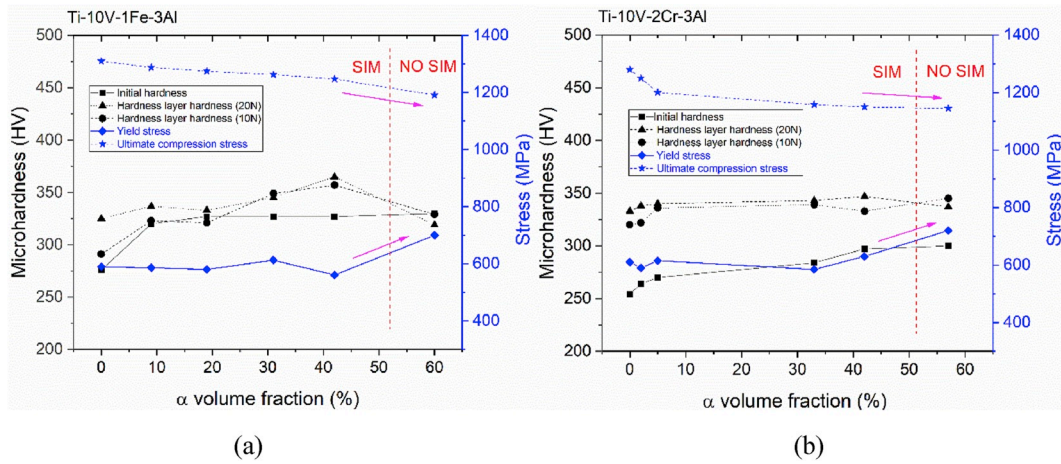 Ti-10V-1Fe-3Al
500
450
400
350
300
250
200
Microhardness (HV)
SIM
NO SIM
Initial hardness
Hardness layer hardness (20N)
Hardness layer hardness (10N)
Yield stress
Ultimate compression stress
1400
1200
1000
800
600
400
Stress (MPa)
0 10 20 30 40 50 60
α volume fraction (%)
(a)
Ti-10V-2Cr-3Al
500
450
400
350
300
250
200
Microhardness (HV)
SIM
NO SIM
Initial hardness
Hardness layer hardness (20N)
Hardness layer hardness (10N)
Yield stress
Ultimate compression stress
1400
1200
1000
800
600
400
Stress (MPa)
0 10 20 30 40 50 60
α volume fraction (%)
(b)